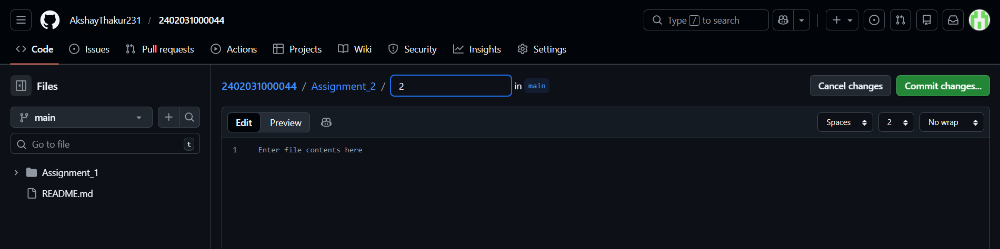 AkshayThakur231 / 2402031000044
Type / to search
Code Issues Pull requests Actions Projects Wiki Security Insights Settings
Files
2402031000044 / Assignment_2 / 2 in main
Cancel changes Commit changes...
main
Edit Preview
Spaces 2 No wrap
Go to file t
1 Enter file contents here
Assignment_1
README.md